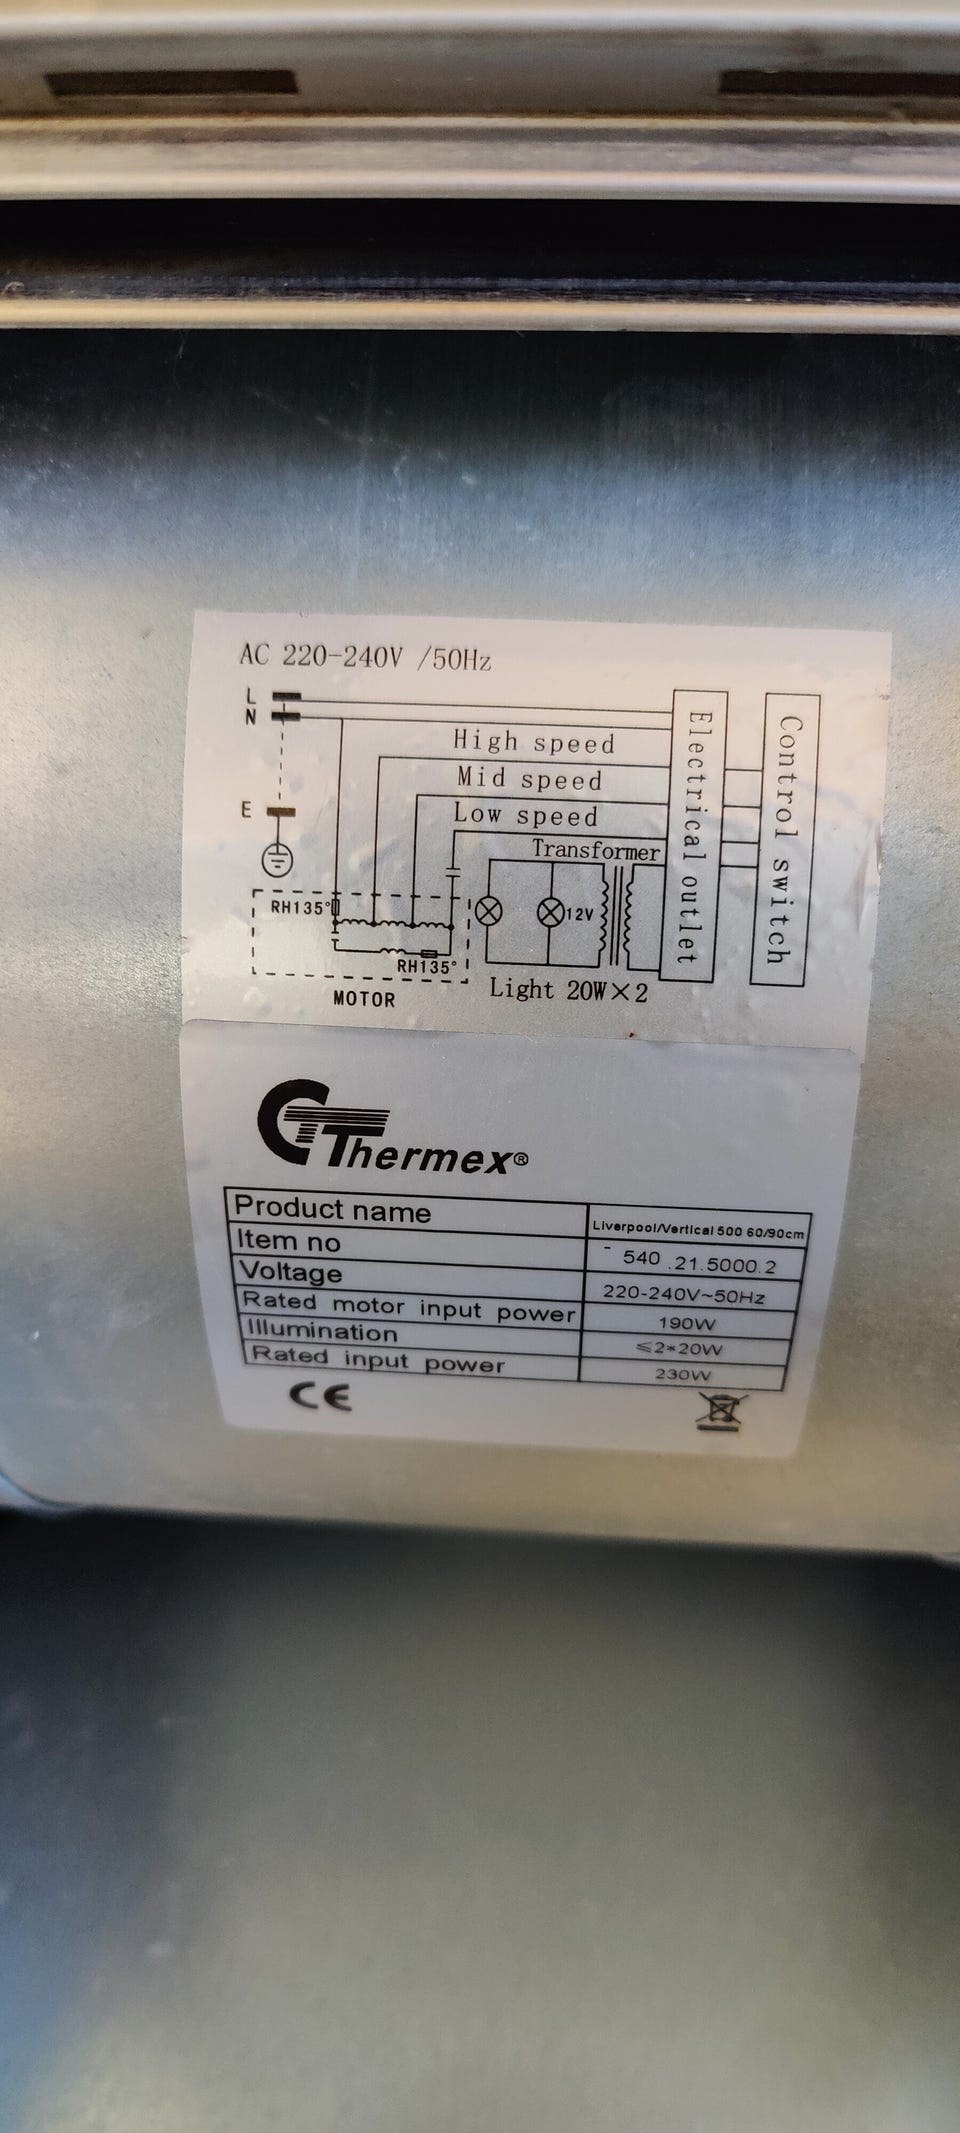 AC 220-240V /50Hz
L
N
E
High speed
Mid speed
Low speed
Transformer
Electrical outlet
Control switch
RH135°
12V
RH135°
MOTOR
Light 20W×2
Thermex®
Product name Liverpool/Vertical 500 60/90cm
Item no 540 .21.5000.2
Voltage 220-240V~50Hz
Rated motor input power 190W
Illumination ≤2*20W
Rated input power 230W
CE